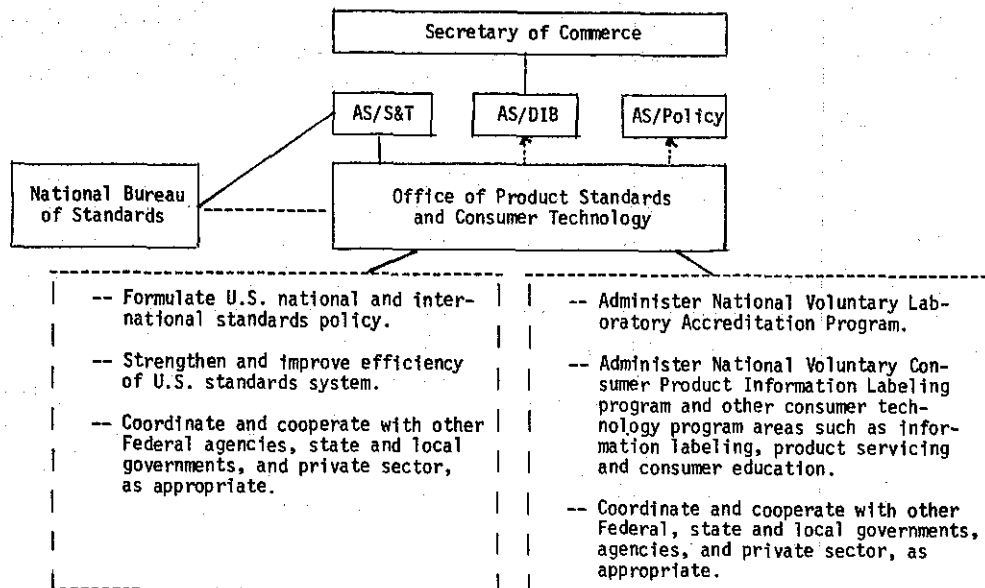 Secretary of Commerce
AS/S&T
AS/DIB
AS/Policy
National Bureau
of Standards
Office of Product Standards
and Consumer Technology
-- Formulate U.S. national and inter-
national standards policy.
-- Strengthen and improve efficiency
of U.S. standards system.
-- Coordinate and cooperate with other
Federal agencies, state and local
governments, and private sector,
as appropriate.
-- Administer National Voluntary Lab-
oratory Accreditation Program.
-- Administer National Voluntary Con-
sumer Product Information Labeling
program and other consumer tech-
nology program areas such as infor-
mation labeling, product servicing
and consumer education.
-- Coordinate and cooperate with other
Federal, state and local governments,
agencies, and private sector, as
appropriate.